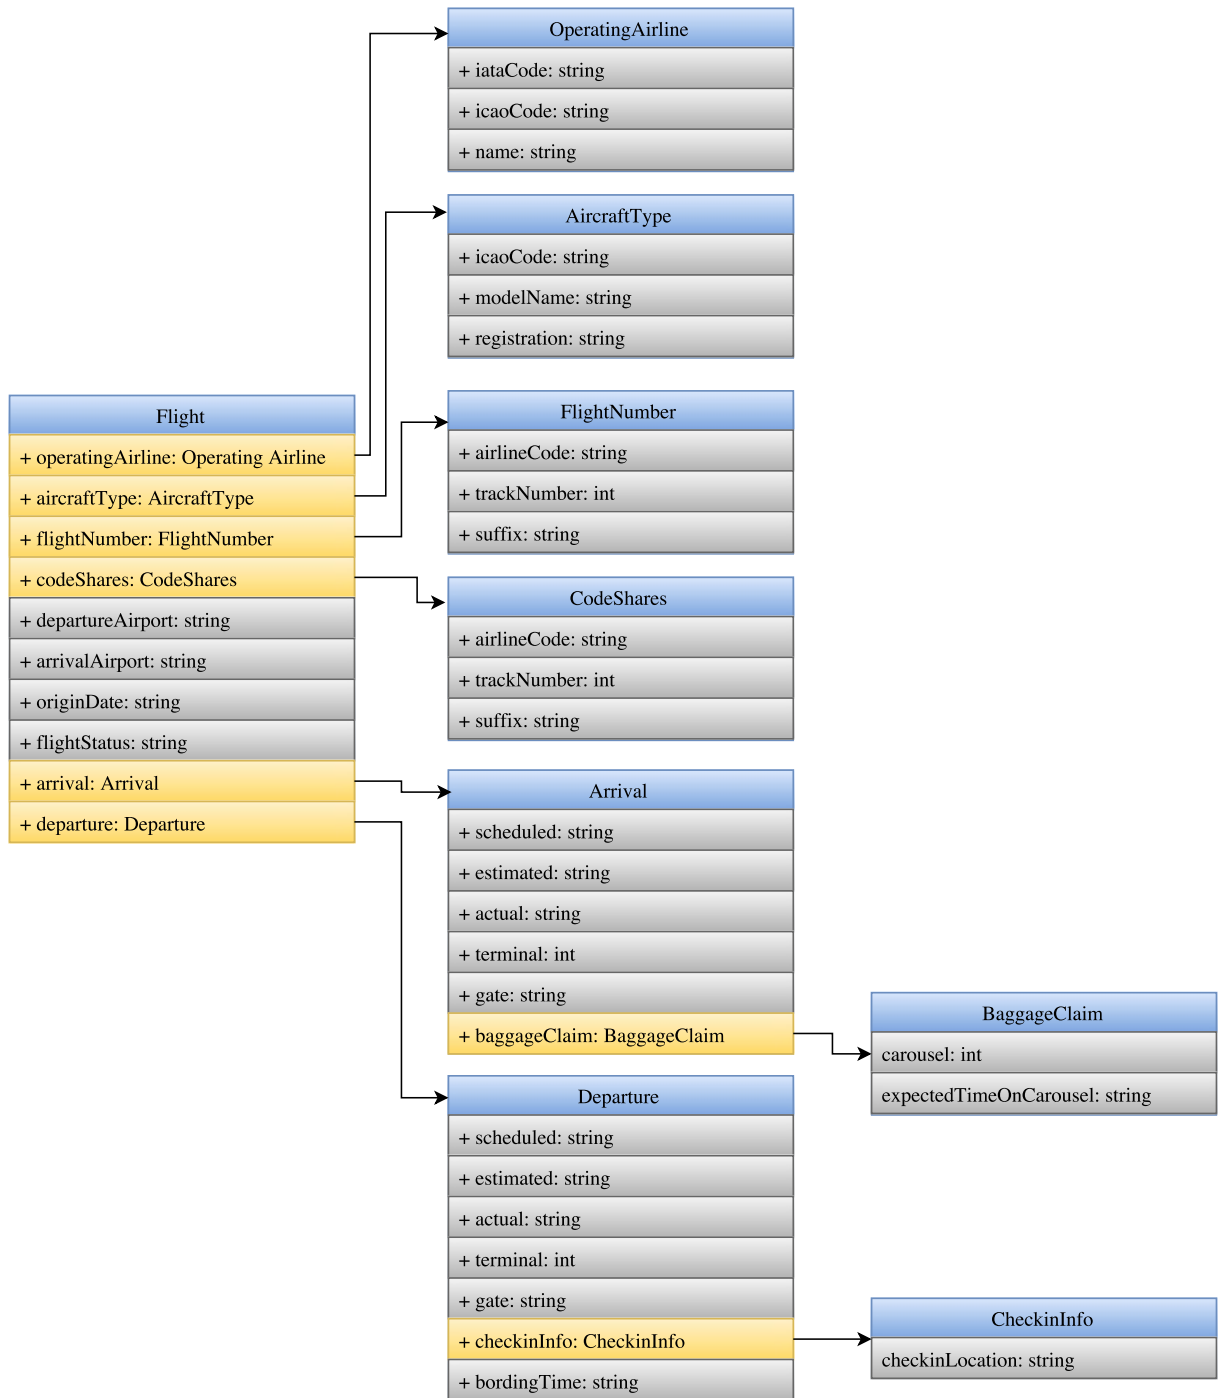 OperatingAirline
+ iataCode: string
+ icaoCode: string
+ name: string
AircraftType
+ icaoCode: string
+ modelName: string
+ registration: string
Flight
+ operatingAirline: Operating Airline
+ aircraftType: AircraftType
+ flightNumber: FlightNumber
+ codeShares: CodeShares
+ departureAirport: string
+ arrivalAirport: string
+ originDate: string
+ flightStatus: string
+ arrival: Arrival
+ departure: Departure
FlightNumber
+ airlineCode: string
+ trackNumber: int
+ suffix: string
CodeShares
+ airlineCode: string
+ trackNumber: int
+ suffix: string
Arrival
+ scheduled: string
+ estimated: string
+ actual: string
+ terminal: int
+ gate: string
+ baggageClaim: BaggageClaim
BaggageClaim
carousel: int
expectedTimeOnCarousel: string
Departure
+ scheduled: string
+ estimated: string
+ actual: string
+ terminal: int
+ gate: string
+ checkinInfo: CheckinInfo
+ bordingTime: string
CheckinInfo
checkinLocation: string